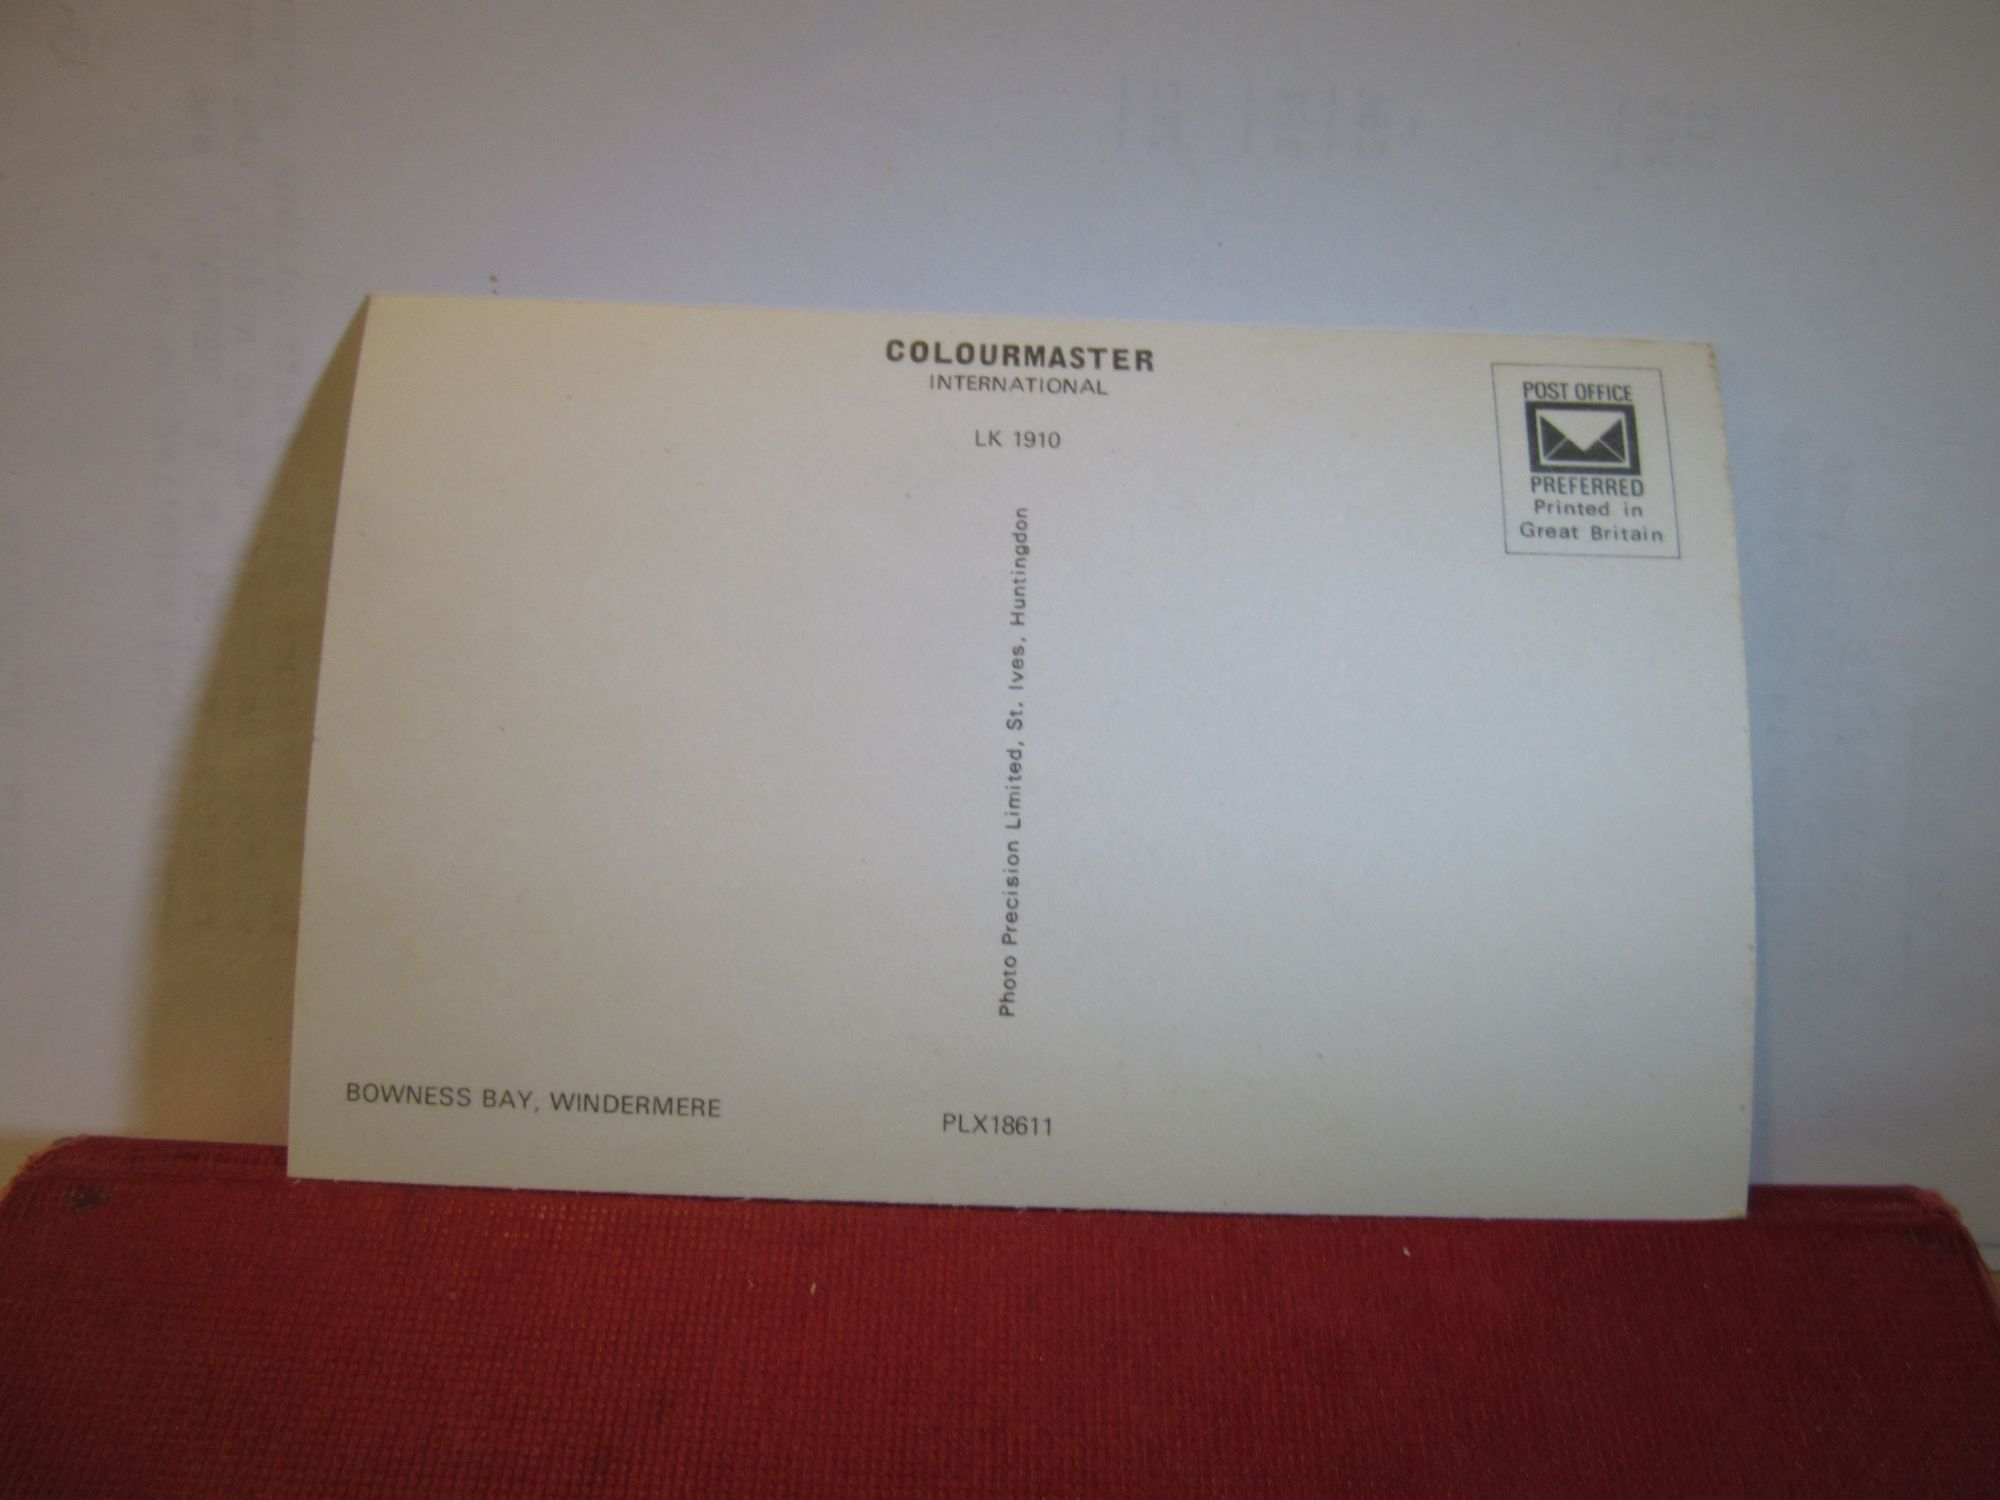 COLOURMASTER
INTERNATIONAL
LK 1910
POST OFFICE
PREFERRED
Printed in
Great Britain
Photo Precision Limited, St. Ives, Huntingdon
BOWNESS BAY, WINDERMERE
PLX18611